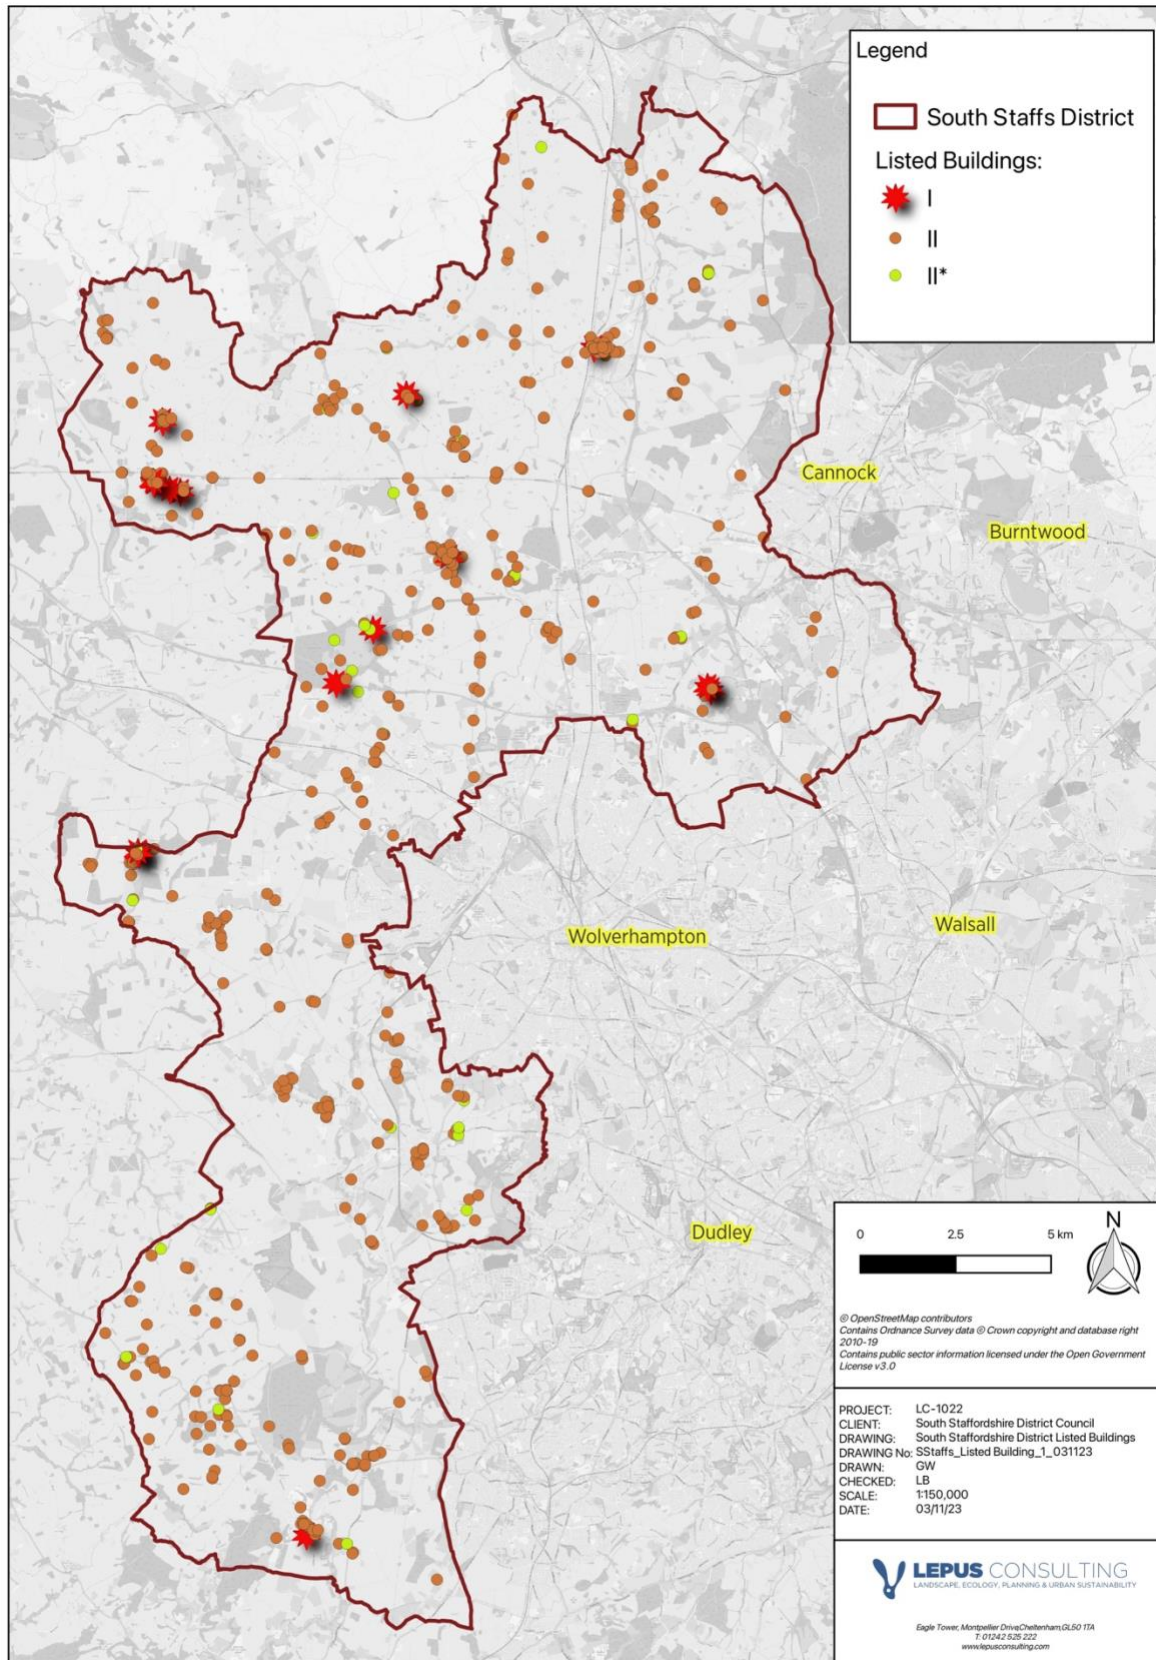 Legend
South Staffs District
Listed Buildings:
I
II
II*
Cannock
Burntwood
Wolverhampton
Walsall
Dudley
0 2.5 5 km
N
© OpenStreetMap contributors
Contains Ordnance Survey data © Crown copyright and database right
2010-19
Contains public sector information licensed under the Open Government
License v3.0
PROJECT: LC-1022
CLIENT: South Staffordshire District Council
DRAWING: South Staffordshire District Listed Buildings
DRAWING No: SStaffs_Listed Building_1_031123
DRAWN: GW
CHECKED: LB
SCALE: 1:150,000
DATE: 03/11/23
LEPUS CONSULTING
LANDSCAPE, ECOLOGY, PLANNING & URBAN SUSTAINABILITY
Eagle Tower, Montpellier Drive,Cheltenham,GL50 1TA
T: 01242 525 222
www.lepusconsulting.com